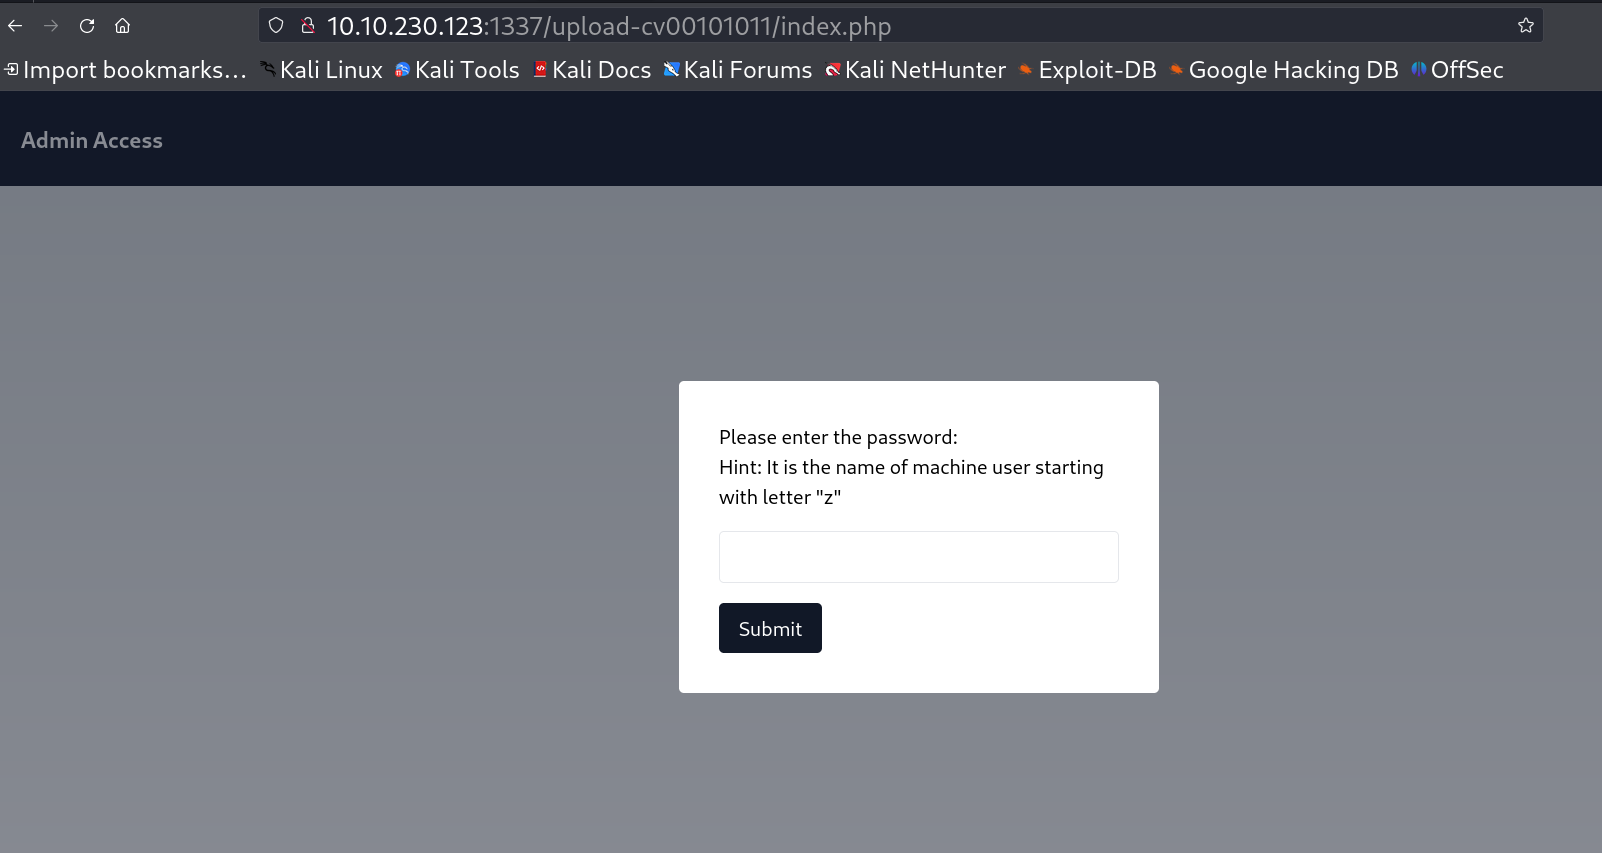 10.10.230.123:1337/upload-cv00101011/index.php
Import bookmarks... Kali Linux Kali Tools Kali Docs Kali Forums Kali NetHunter Exploit-DB Google Hacking DB OffSec
Admin Access
Please enter the password:
Hint: It is the name of machine user starting
with letter "z"
Submit